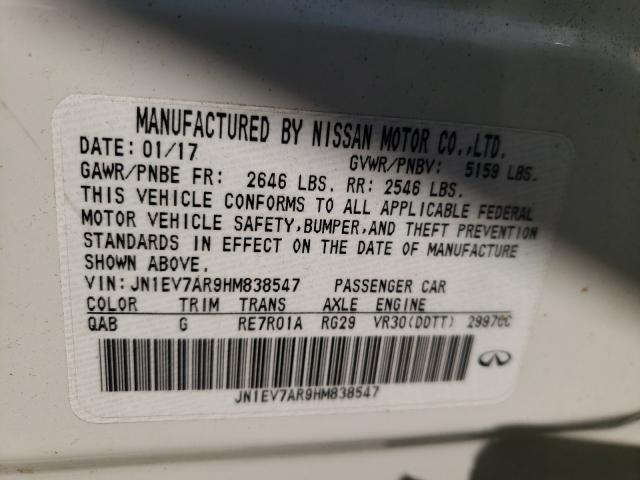 MANUFACTURED BY NISSAN MOTOR CO.,LTD.
DATE: 01/17 GVWR/PNBV: 5159 LBS.
GAWR/PNBE FR: 2646 LBS. RR: 2546 LBS.
THIS VEHICLE CONFORMS TO ALL APPLICABLE FEDERAL
MOTOR VEHICLE SAFETY,BUMPER,AND THEFT PREVENTION
STANDARDS IN EFFECT ON THE DATE OF MANUFACTURE
SHOWN ABOVE.
VIN: JN1EV7AR9HM838547 PASSENGER CAR
COLOR TRIM TRANS AXLE ENGINE
QAB G RE7R01A RG29 VR30(DDTT) 2997CC
JN1EV7AR9HM838547